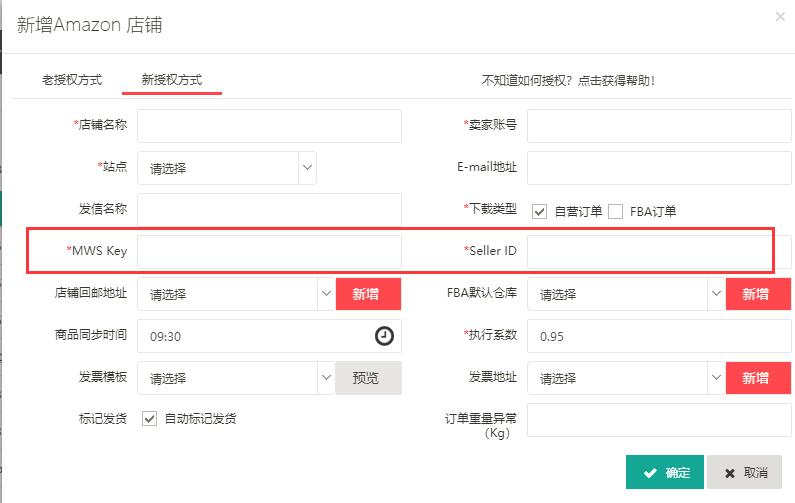 新增Amazon 店铺
老授权方式 新授权方式 不知道如何授权？点击获得帮助！
*店铺名称 *卖家账号
*站点 请选择 E-mail地址
发信名称 *下载类型 自营订单 FBA订单
*MWS Key *Seller ID
店铺回邮地址 请选择 新增 FBA默认仓库 请选择 新增
商品同步时间 09:30 *执行系数 0.95
发票模板 请选择 预览 发票地址 请选择 新增
标记发货 自动标记发货 订单重量异常
（Kg）
确定 取消